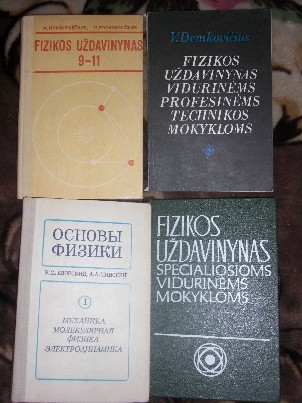 FIZIKOS UŽDAVINYNAS
9-11
V. Demkovičius
FIZIKOS
UŽDAVINYNAS
VIDURINĖMS
PROFESINĖMS
TECHNIKOS
MOKYKLOMS
ОСНОВЫ
ФИЗИКИ
I
МЕХАНИКА
МОЛЕКУЛЯРНАЯ
ФИЗИКА
ЭЛЕКТРОДИНАМИКА
FIZIKOS
UŽDAVINYNAS
SPECIALIOSIOMS
VIDURINĖMS
MOKYKLOMS